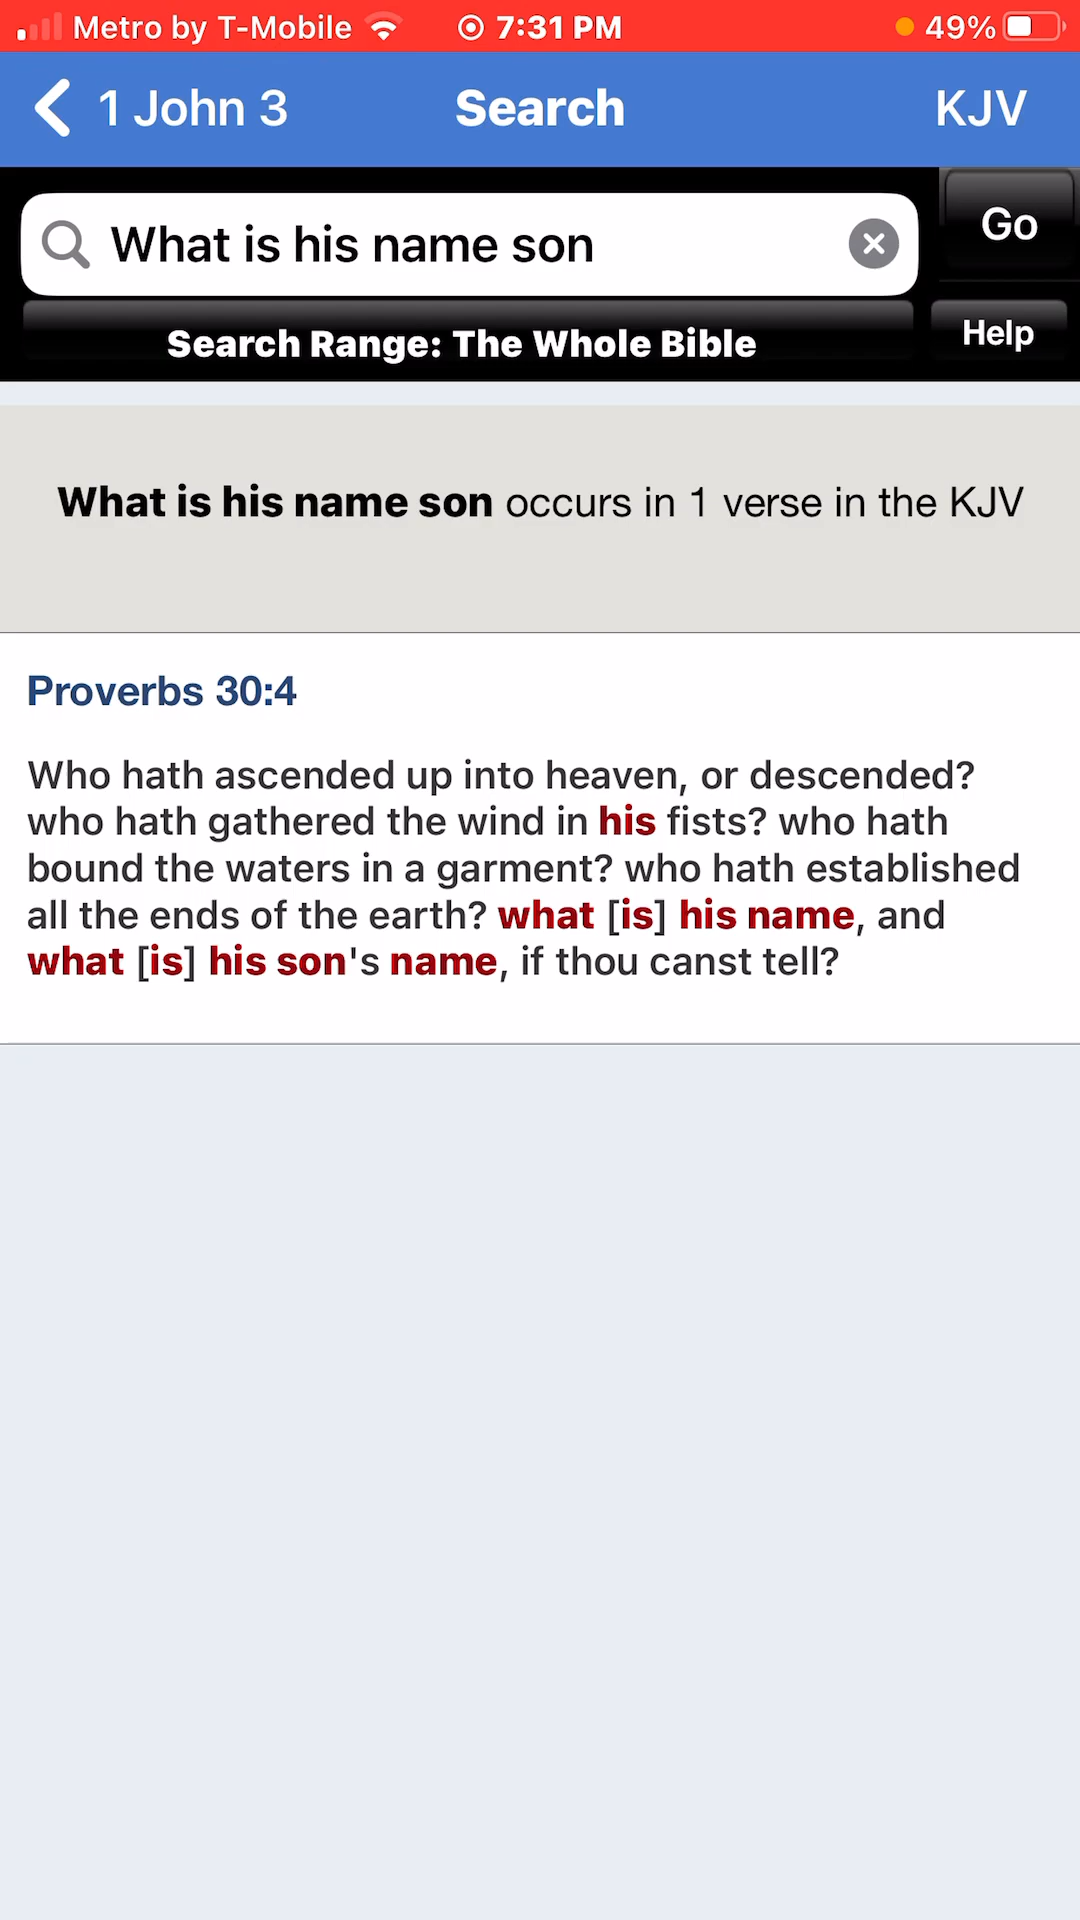 Metro by T-Mobile 7:31 PM 49%
1 John 3 Search KJV
What is his name son Go
Search Range: The Whole Bible Help
What is his name son occurs in 1 verse in the KJV
Proverbs 30:4
Who hath ascended up into heaven, or descended?
who hath gathered the wind in his fists? who hath
bound the waters in a garment? who hath established
all the ends of the earth? what [is] his name, and
what [is] his son's name, if thou canst tell?